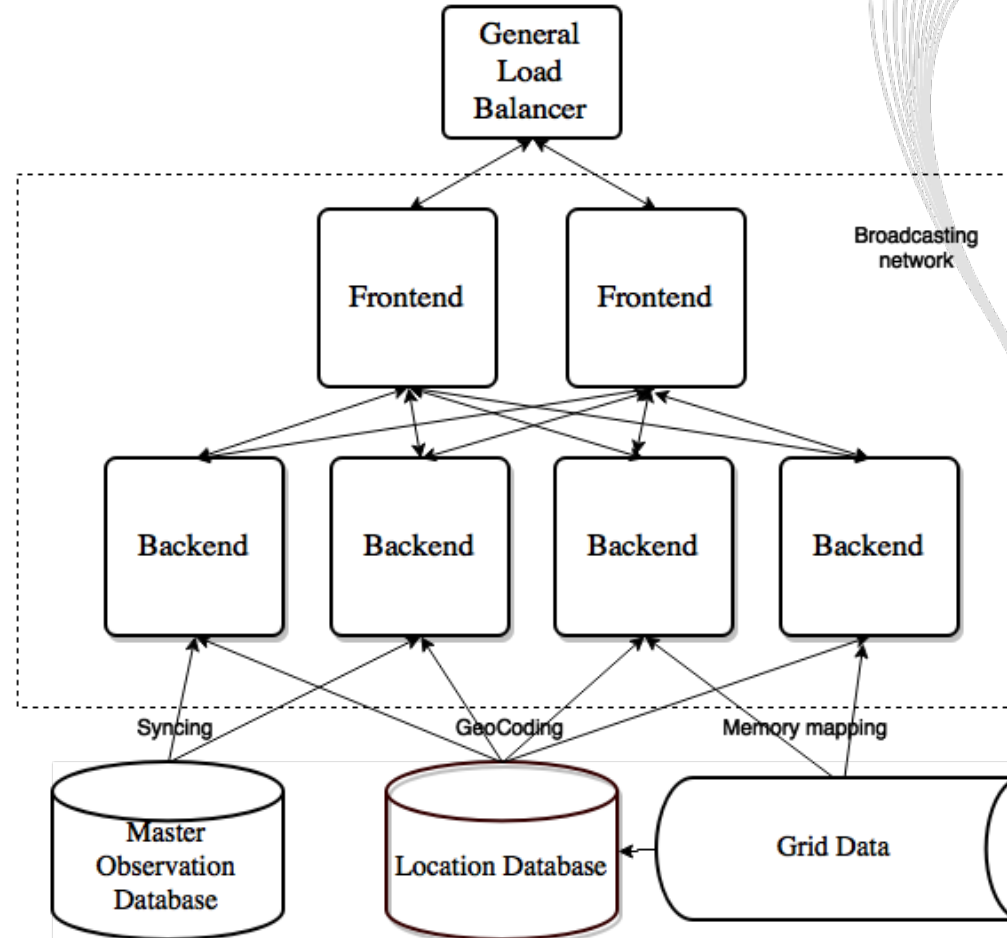 General
Load
Balancer
Broadcasting
network
Frontend
Frontend
Backend
Backend
Backend
Backend
Syncing
GeoCoding
Memory mapping
Master
Observation
Database
Location Database
Grid Data